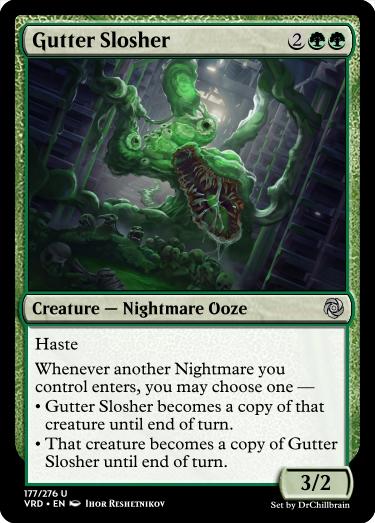 Gutter Slosher 2
Creature — Nightmare Ooze
Haste
Whenever another Nightmare you
control enters, you may choose one —
• Gutter Slosher becomes a copy of that
creature until end of turn.
• That creature becomes a copy of Gutter
Slosher until end of turn.
3/2
177/276 U
VRD • EN Ihor Reshetnikov
Set by DrChillbrain